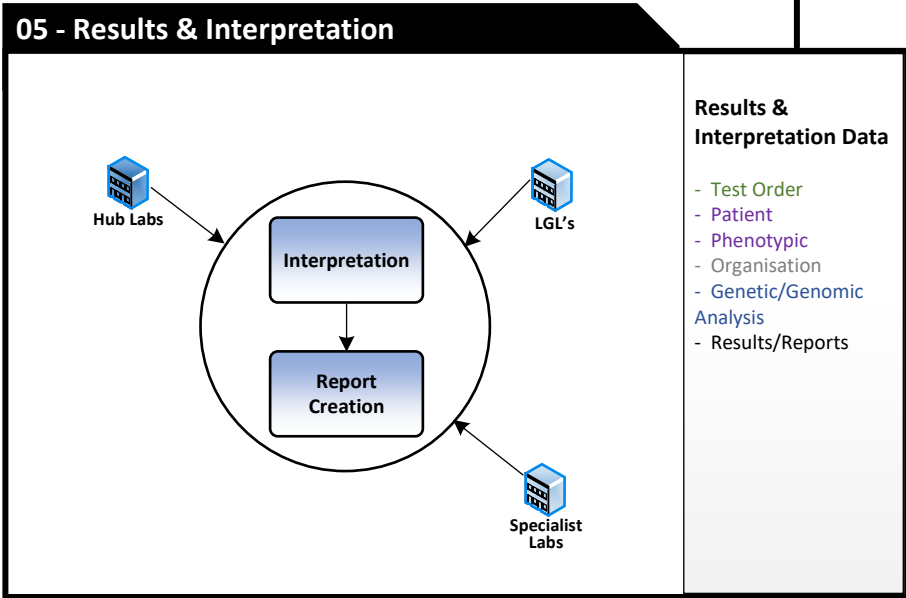 05 - Results & Interpretation
Hub Labs
LGL's
Interpretation
Report
Creation
Specialist
Labs
Results &
Interpretation Data
- Test Order
- Patient
- Phenotypic
- Organisation
- Genetic/Genomic
Analysis
- Results/Reports